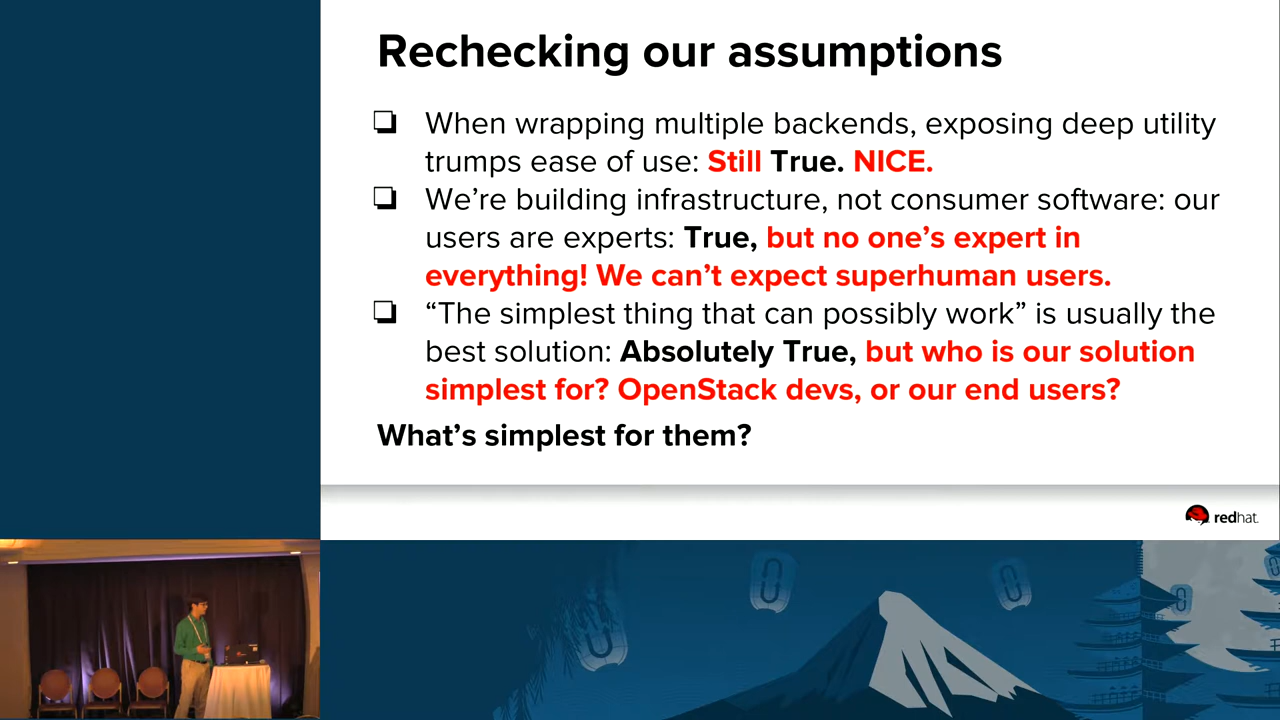 Rechecking our assumptions
❏ When wrapping multiple backends, exposing deep utility
trumps ease of use: Still True. NICE.
❏ We’re building infrastructure, not consumer software: our
users are experts: True, but no one’s expert in
everything! We can’t expect superhuman users.
❏ “The simplest thing that can possibly work” is usually the
best solution: Absolutely True, but who is our solution
simplest for? OpenStack devs, or our end users?
What’s simplest for them?
redhat.